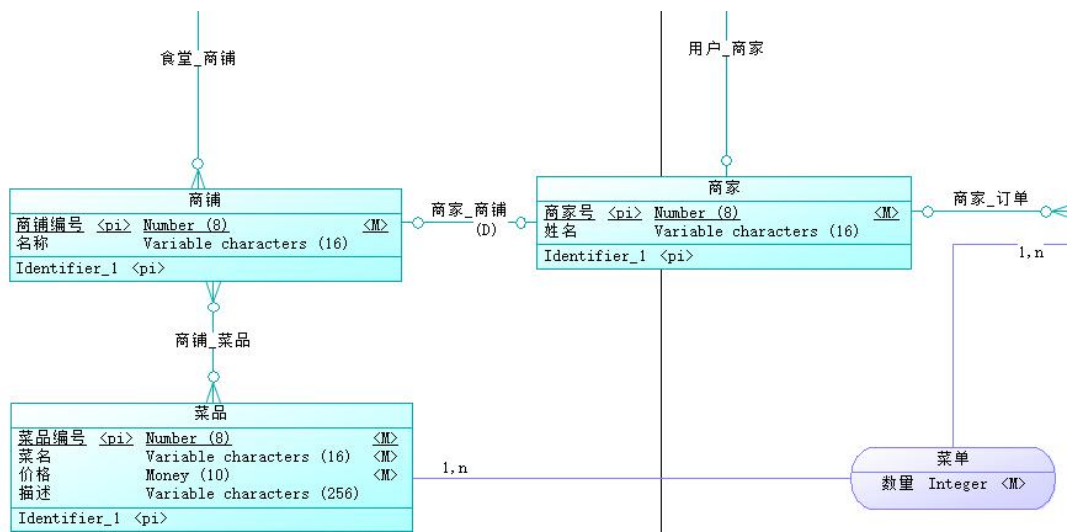 食堂_商铺
用户_商家
商铺
商铺编号 <pi> Number (8) <M>
名称 Variable characters (16)
Identifier_1 <pi>
商家_商铺
(D)
商家
商家号 <pi> Number (8) <M>
姓名 Variable characters (16)
Identifier_1 <pi>
商家_订单
1,n
商铺_菜品
菜品
菜品编号 <pi> Number (8) <M>
菜名 Variable characters (16) <M>
价格 Money (10) <M>
描述 Variable characters (256)
Identifier_1 <pi>
1,n
菜单
数量 Integer <M>